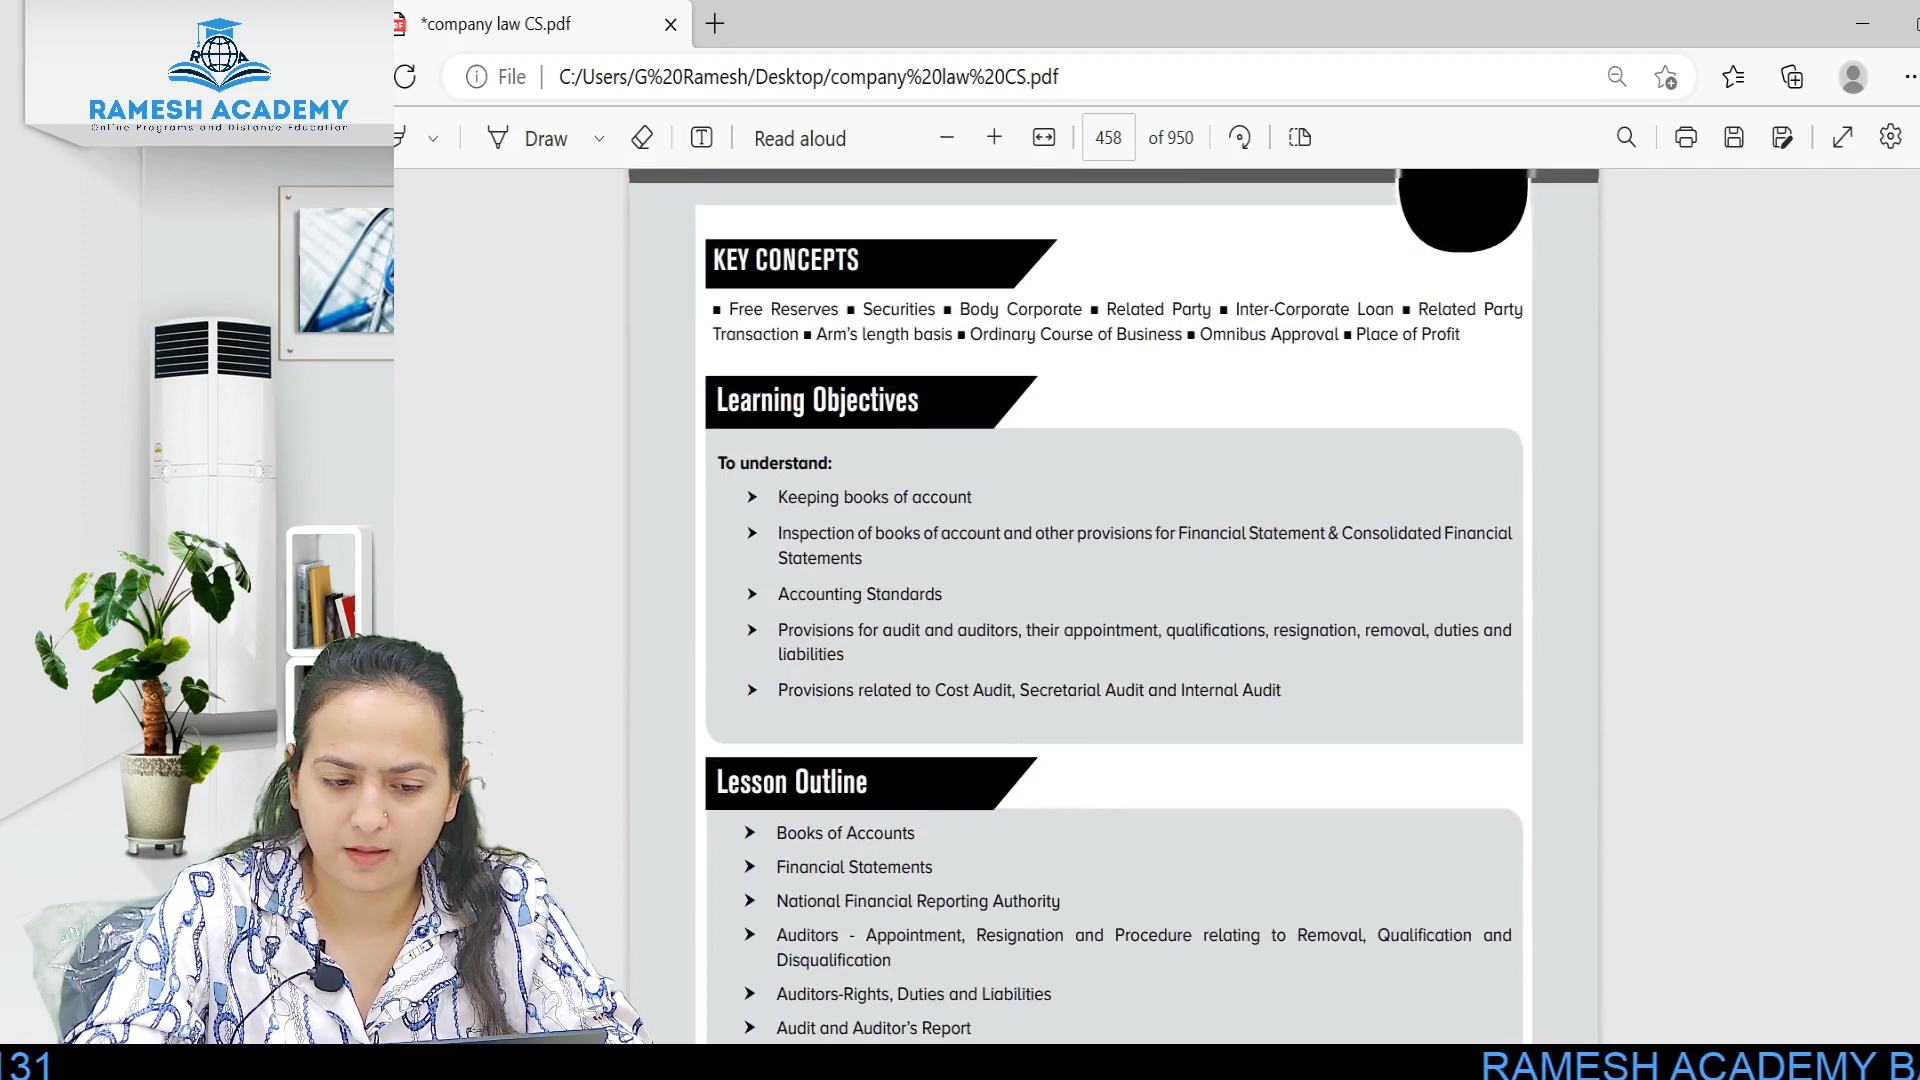 *company law CS.pdf
RAMESH ACADEMY
Online Programs and Distance Education
File
C:/Users/G%20Ramesh/Desktop/company%20law%20CS.pdf
Draw
Read aloud
458
of 950
KEY CONCEPTS
▪ Free Reserves ▪ Securities ▪ Body Corporate ▪ Related Party ▪ Inter-Corporate Loan ▪ Related Party
Transaction ▪ Arm's length basis ▪ Ordinary Course of Business ▪ Omnibus Approval ▪ Place of Profit
Learning Objectives
To understand:
➤ Keeping books of account
➤ Inspection of books of account and other provisions for Financial Statement & Consolidated Financial
Statements
➤ Accounting Standards
➤ Provisions for audit and auditors, their appointment, qualifications, resignation, removal, duties and
liabilities
➤ Provisions related to Cost Audit, Secretarial Audit and Internal Audit
Lesson Outline
➤ Books of Accounts
➤ Financial Statements
➤ National Financial Reporting Authority
➤ Auditors - Appointment, Resignation and Procedure relating to Removal, Qualification and
Disqualification
➤ Auditors-Rights, Duties and Liabilities
➤ Audit and Auditor's Report
131
RAMESH ACADEMY